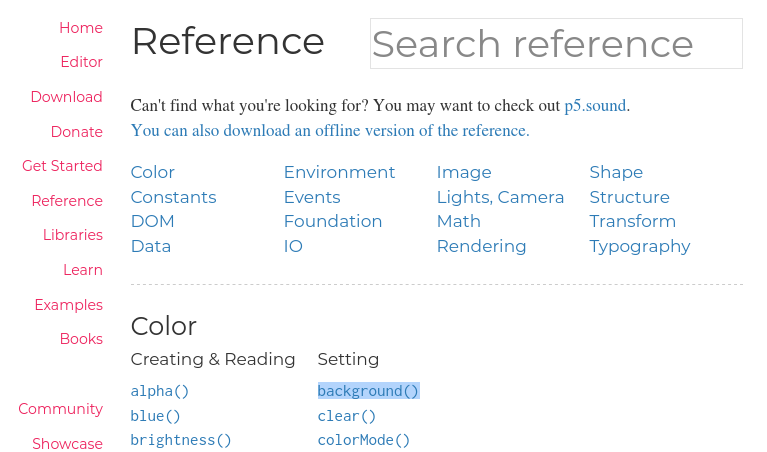 Home
Editor
Download
Donate
Get Started
Reference
Libraries
Learn
Examples
Books
Community
Showcase
Reference
Search reference
Can't find what you're looking for? You may want to check out p5.sound.
You can also download an offline version of the reference.
Color Environment Image Shape
Constants Events Lights, Camera Structure
DOM Foundation Math Transform
Data IO Rendering Typography
Color
Creating & Reading Setting
alpha() background()
blue() clear()
brightness() colorMode()